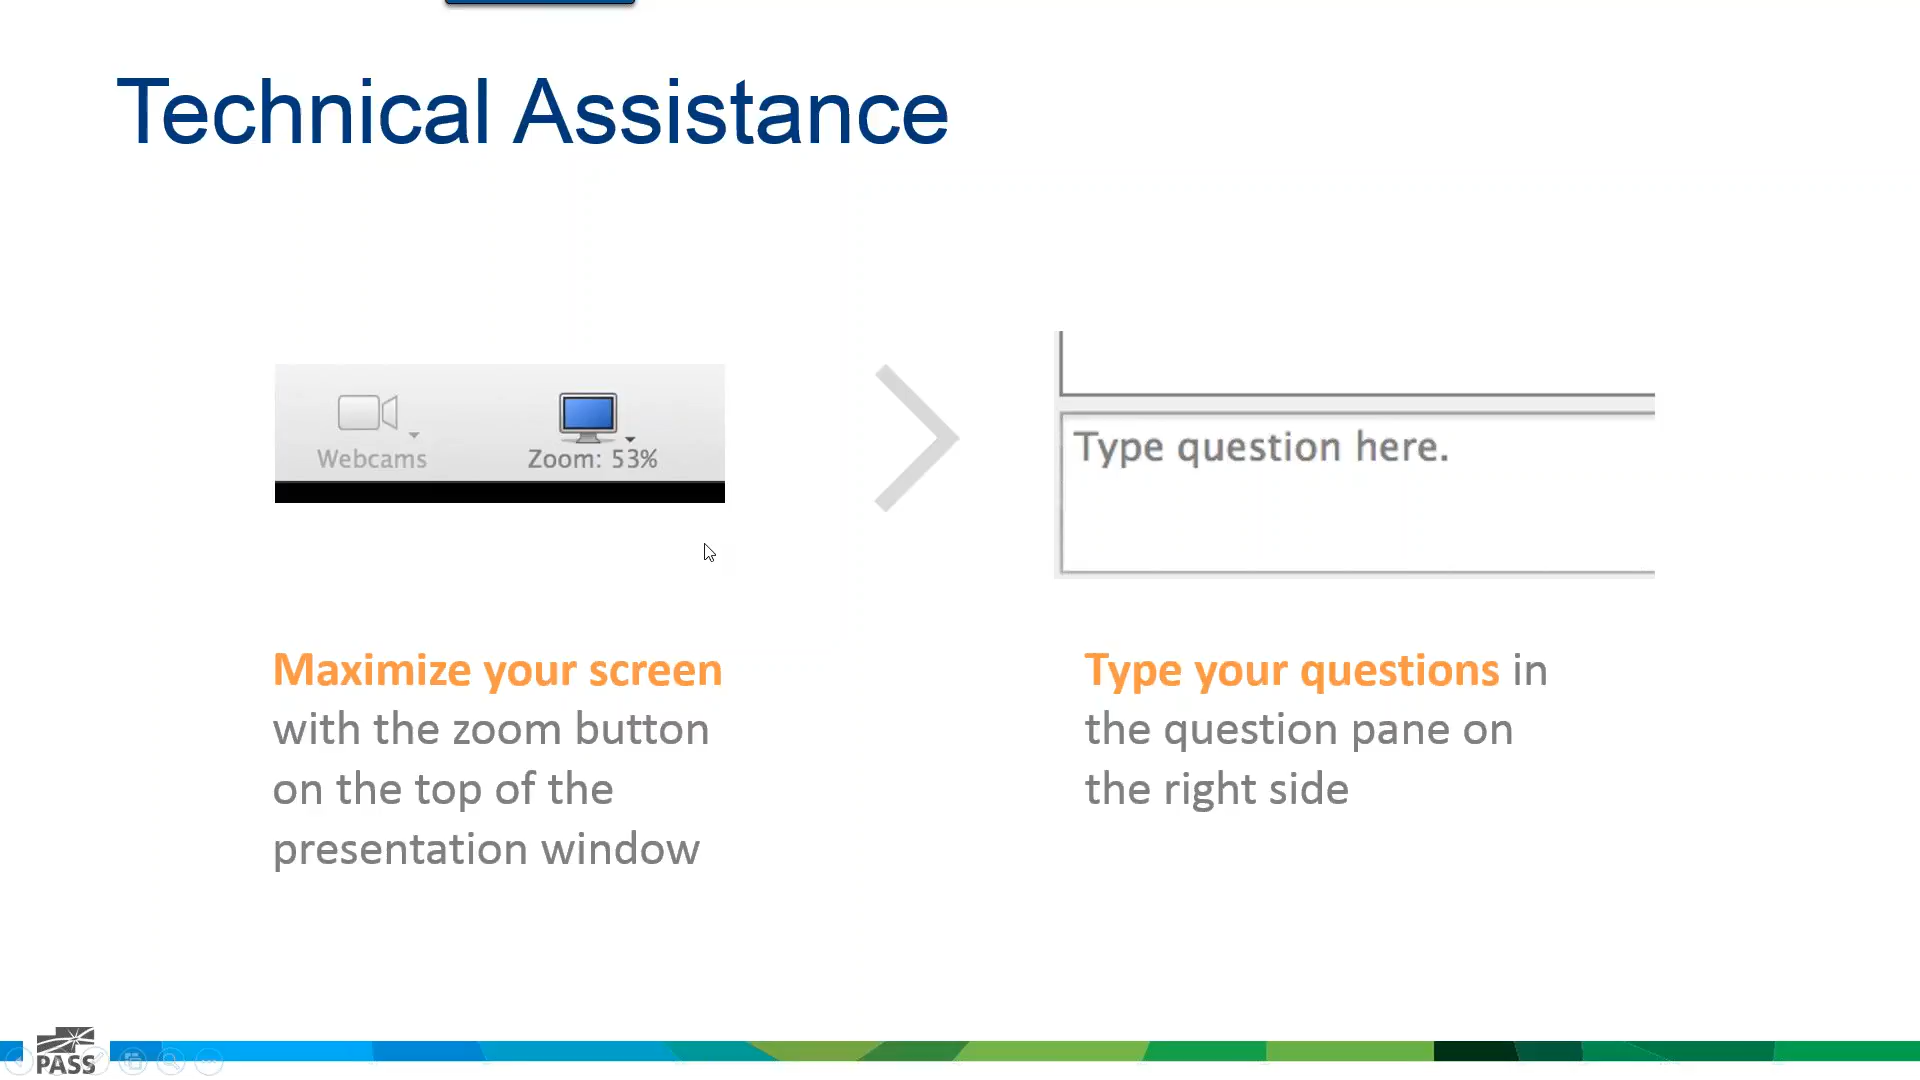 Technical Assistance
Webcams
Zoom: 53%
Type question here.
Maximize your screen
with the zoom button
on the top of the
presentation window
Type your questions in
the question pane on
the right side
PASS